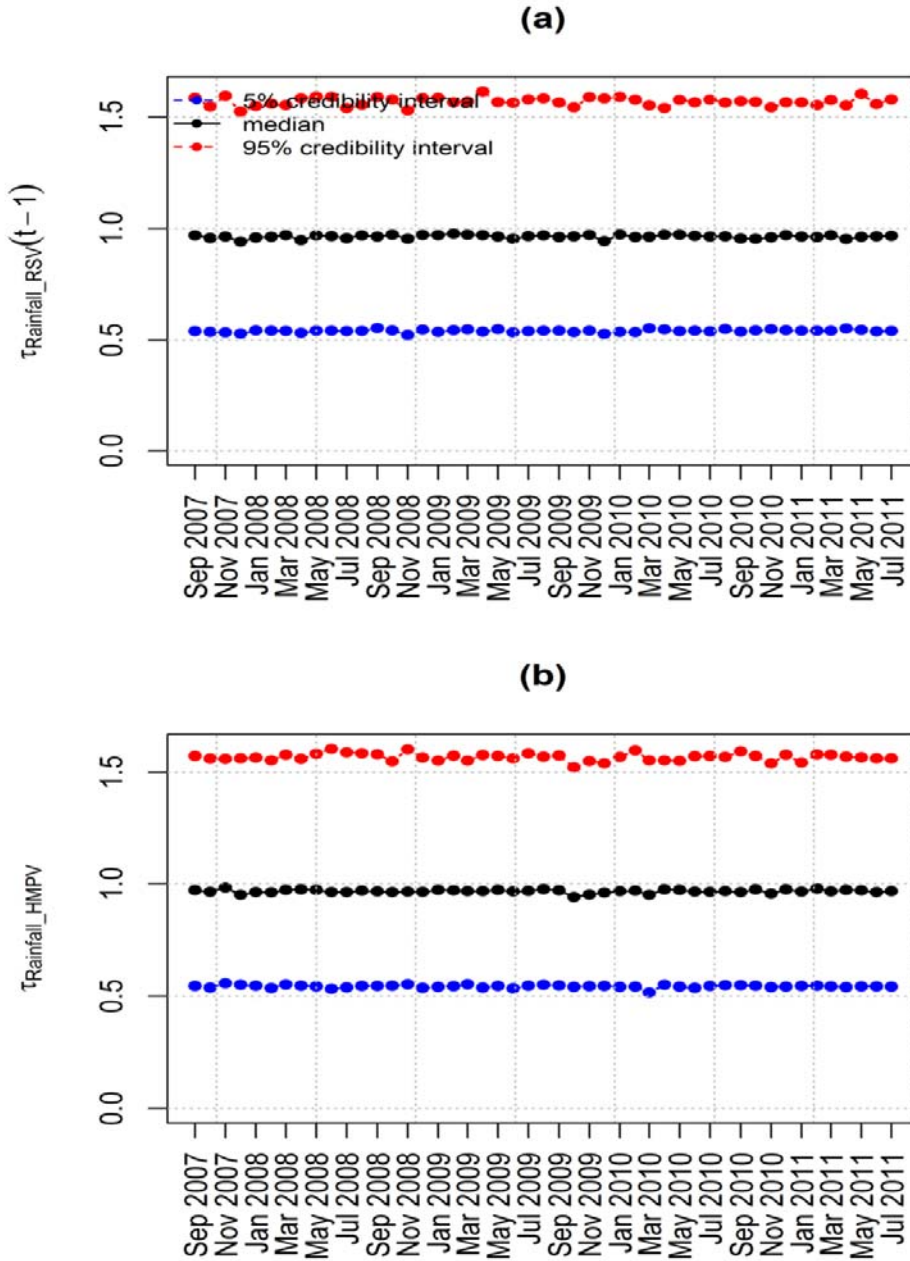 (a)
5% credibility interval
median
95% credibility interval
τRainfall_RSV(t − 1)
1.5
1.0
0.5
0.0
Sep 2007
Nov 2007
Jan 2008
Mar 2008
May 2008
Jul 2008
Sep 2008
Nov 2008
Jan 2009
Mar 2009
May 2009
Jul 2009
Sep 2009
Nov 2009
Jan 2010
Mar 2010
May 2010
Jul 2010
Sep 2010
Nov 2010
Jan 2011
Mar 2011
May 2011
Jul 2011
(b)
τRainfall_HMPV
1.5
1.0
0.5
0.0
Sep 2007
Nov 2007
Jan 2008
Mar 2008
May 2008
Jul 2008
Sep 2008
Nov 2008
Jan 2009
Mar 2009
May 2009
Jul 2009
Sep 2009
Nov 2009
Jan 2010
Mar 2010
May 2010
Jul 2010
Sep 2010
Nov 2010
Jan 2011
Mar 2011
May 2011
Jul 2011